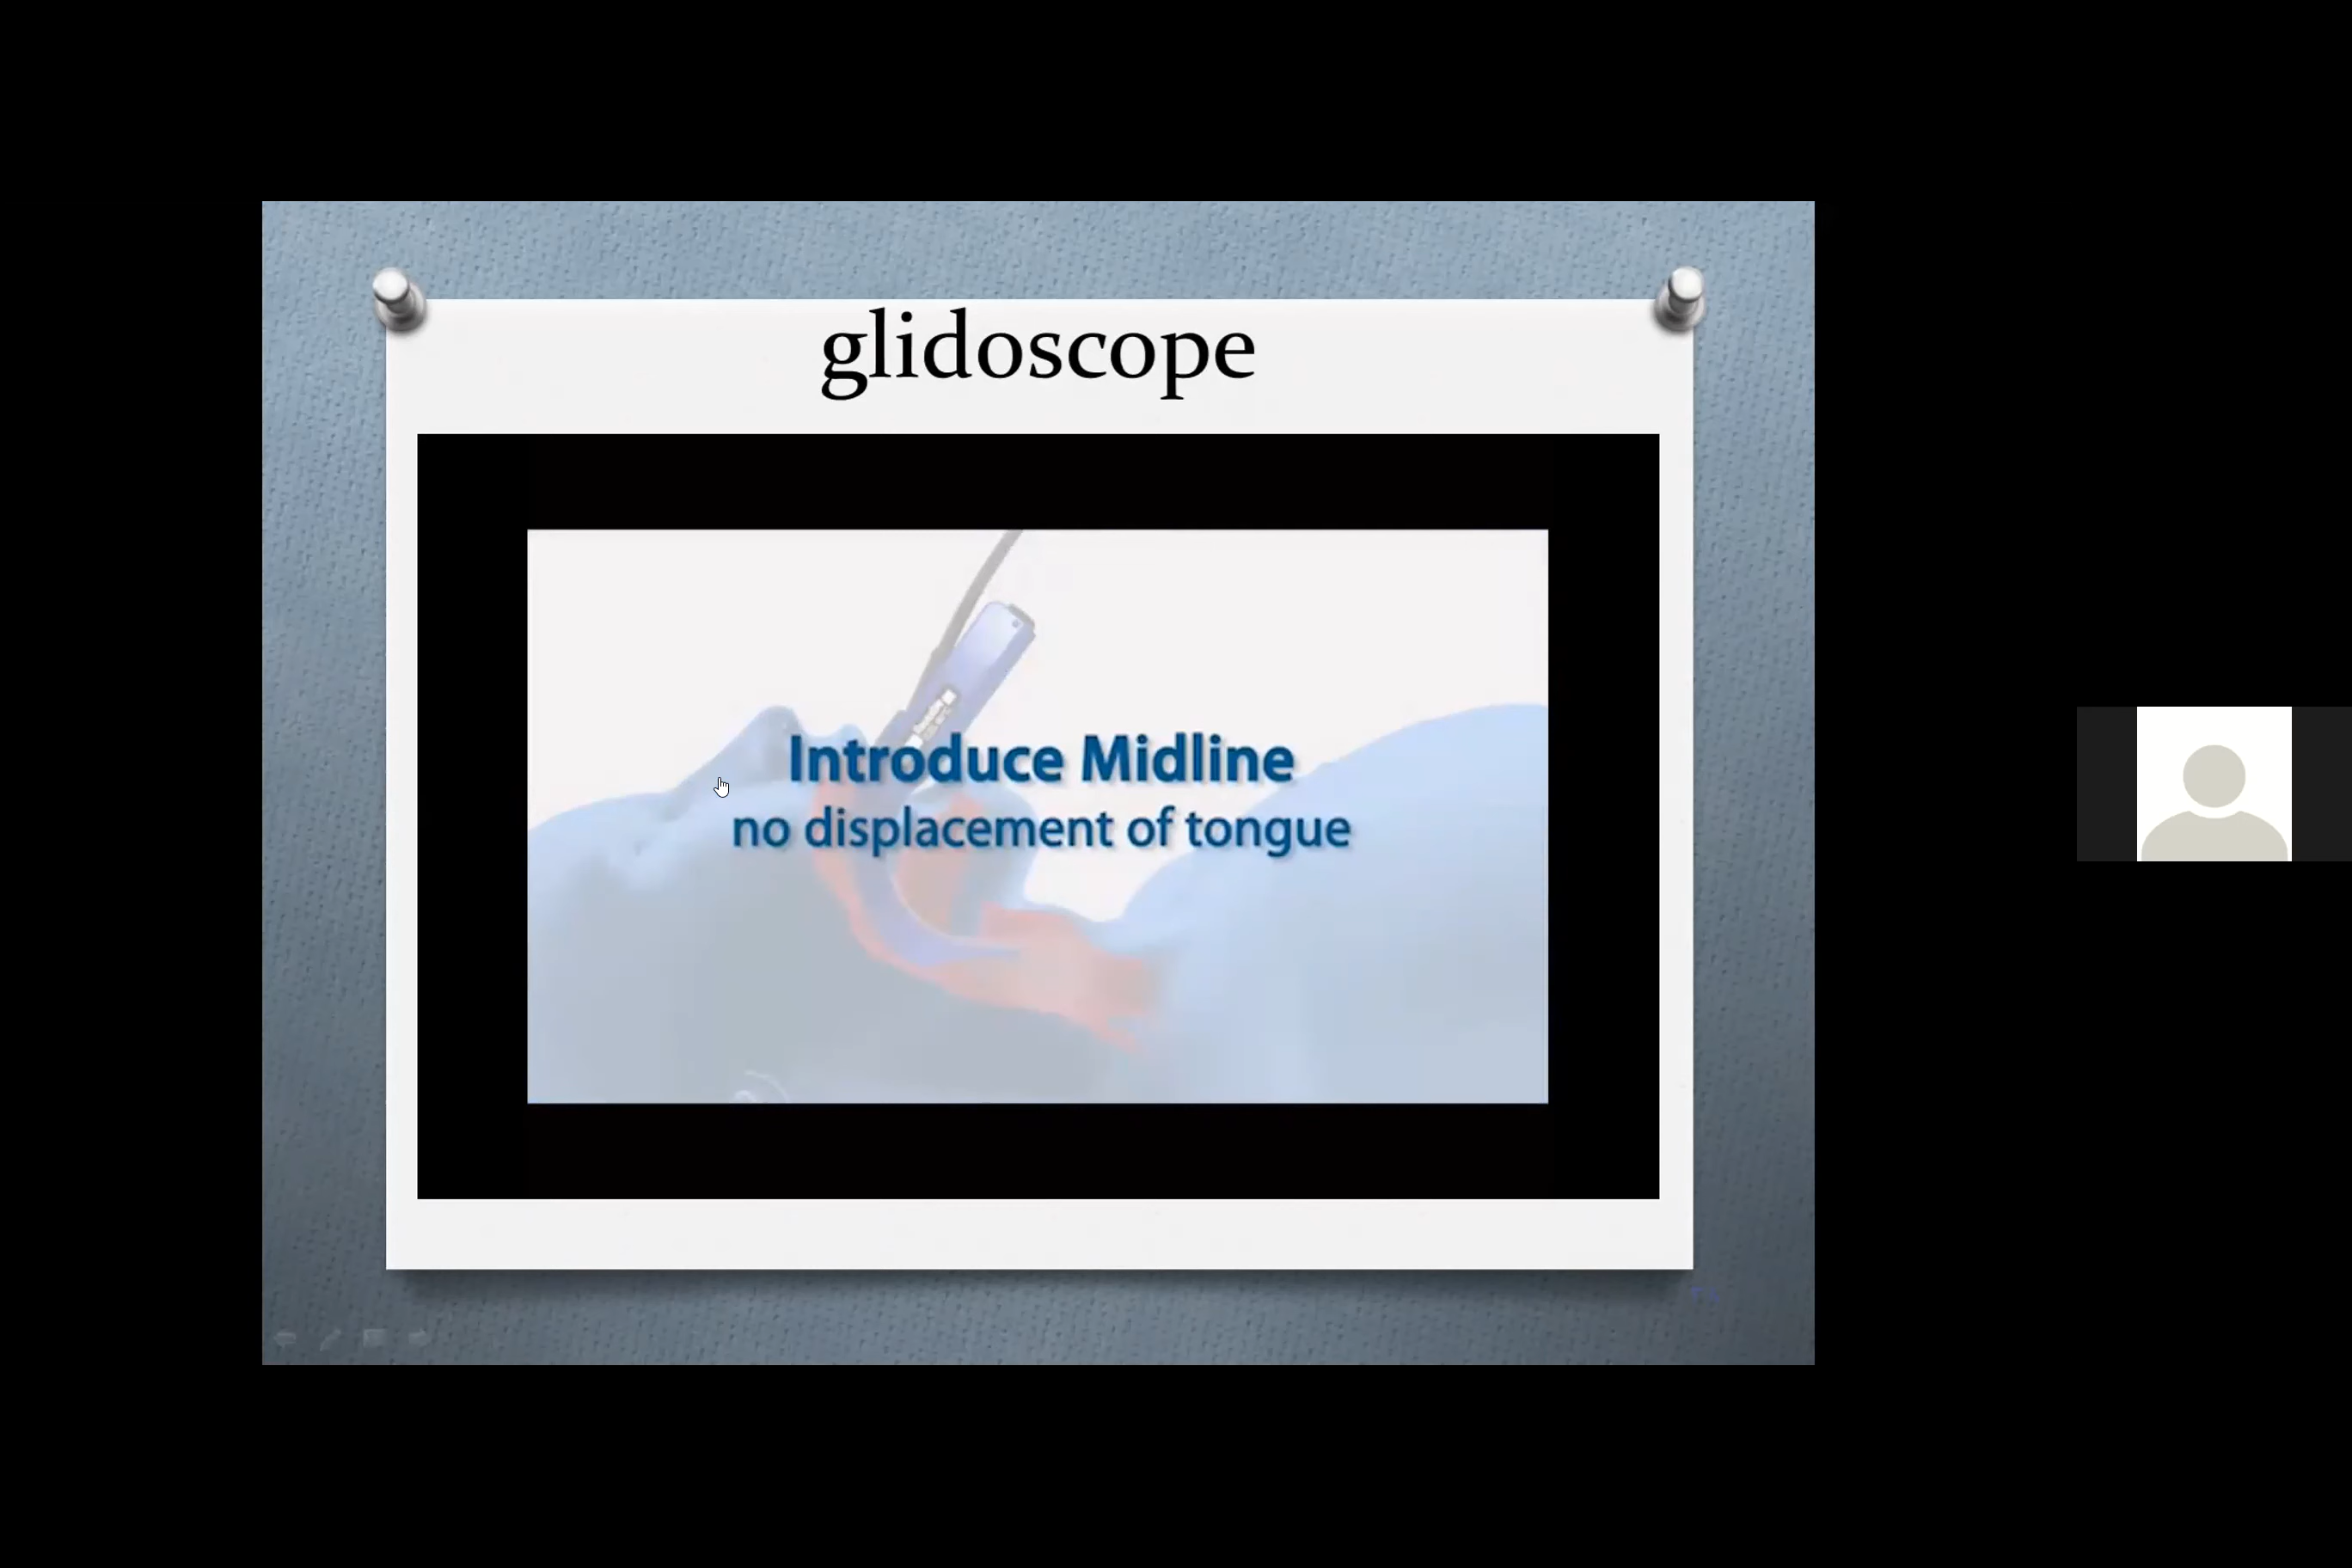 glidoscope
Introduce Midline
no displacement of tongue